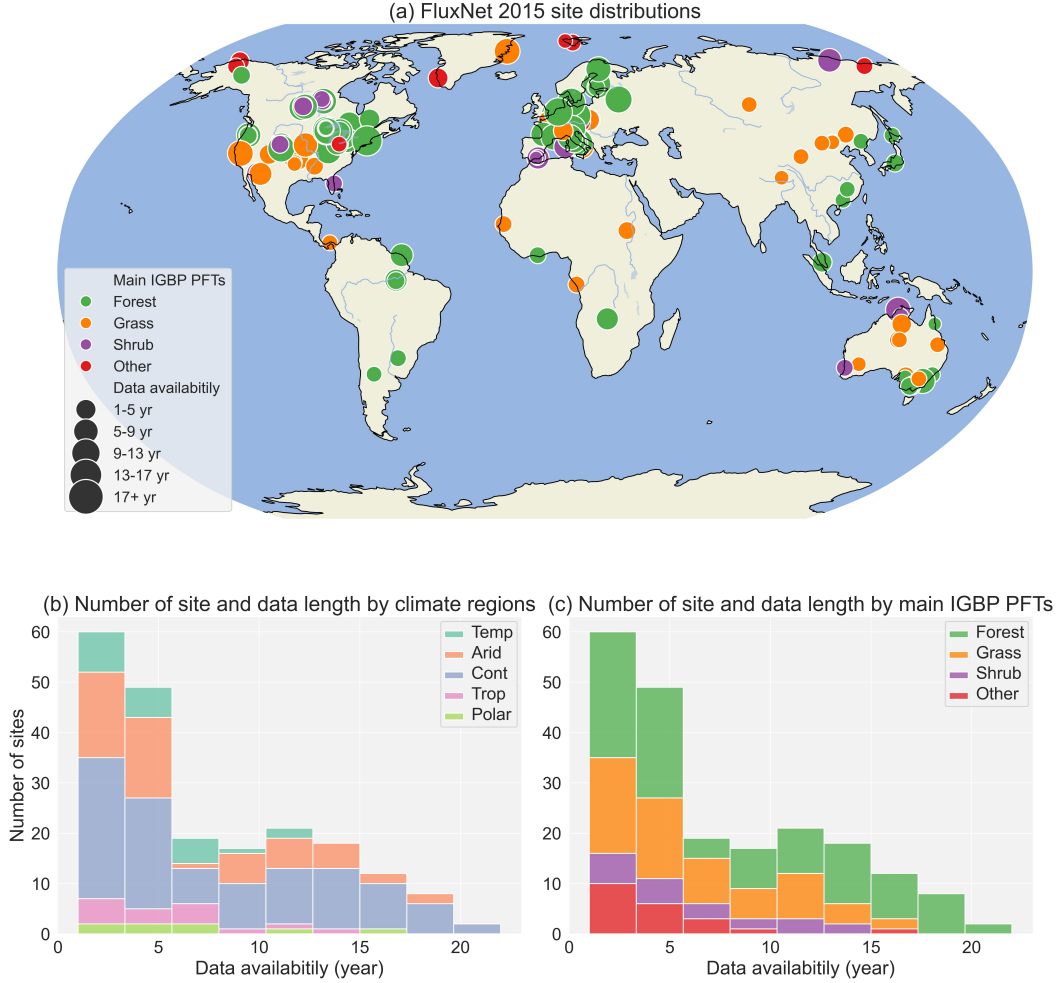 (a) FluxNet 2015 site distributions
Main IGBP PFTs
Forest
Grass
Shrub
Other
Data availabitily
1-5 yr
5-9 yr
9-13 yr
13-17 yr
17+ yr
(b) Number of site and data length by climate regions
60
50
40
30
20
10
0
Number of sites
Temp
Arid
Cont
Trop
Polar
0 5 10 15 20
Data availabitily (year)
(c) Number of site and data length by main IGBP PFTs
60
50
40
30
20
10
0
Forest
Grass
Shrub
Other
0 5 10 15 20
Data availabitily (year)